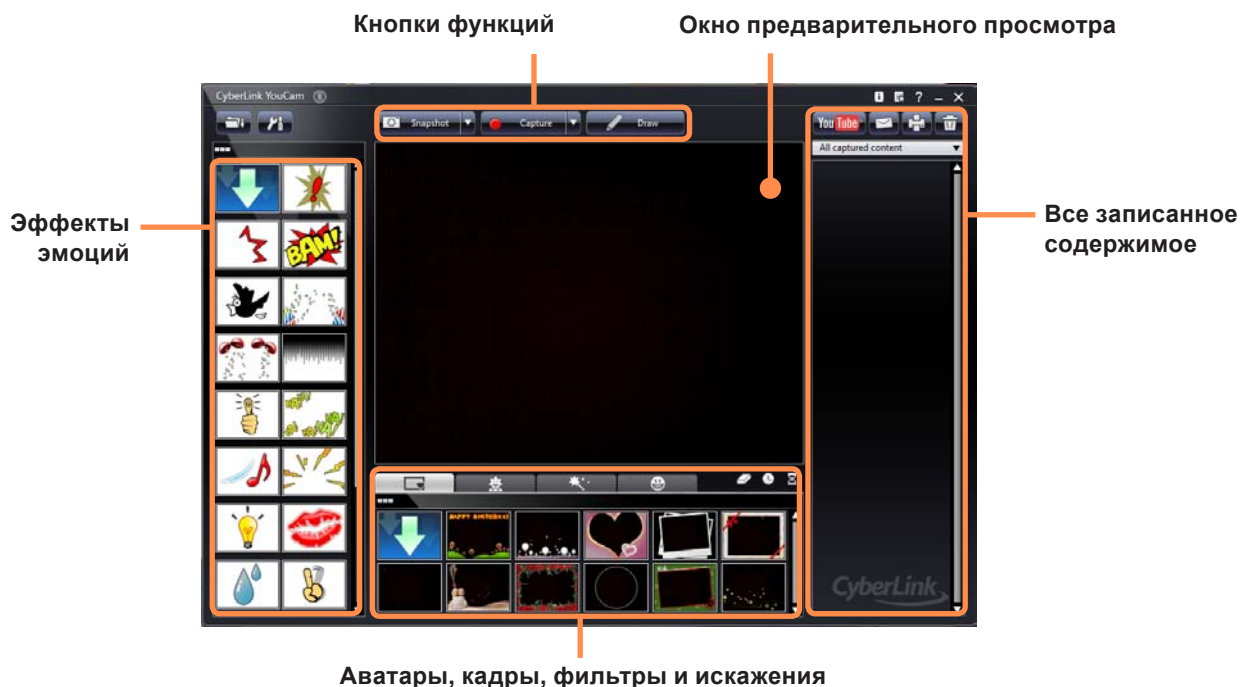 Кнопки функций
Окно предварительного просмотра
CyberLink YouCam
Snapshot
Capture
Draw
You Tube
All captured content
Эффекты
эмоций
BAM!
Все записанное
содержимое
HAPPY BIRTHDAY!
CyberLink
Аватары, кадры, фильтры и искажения